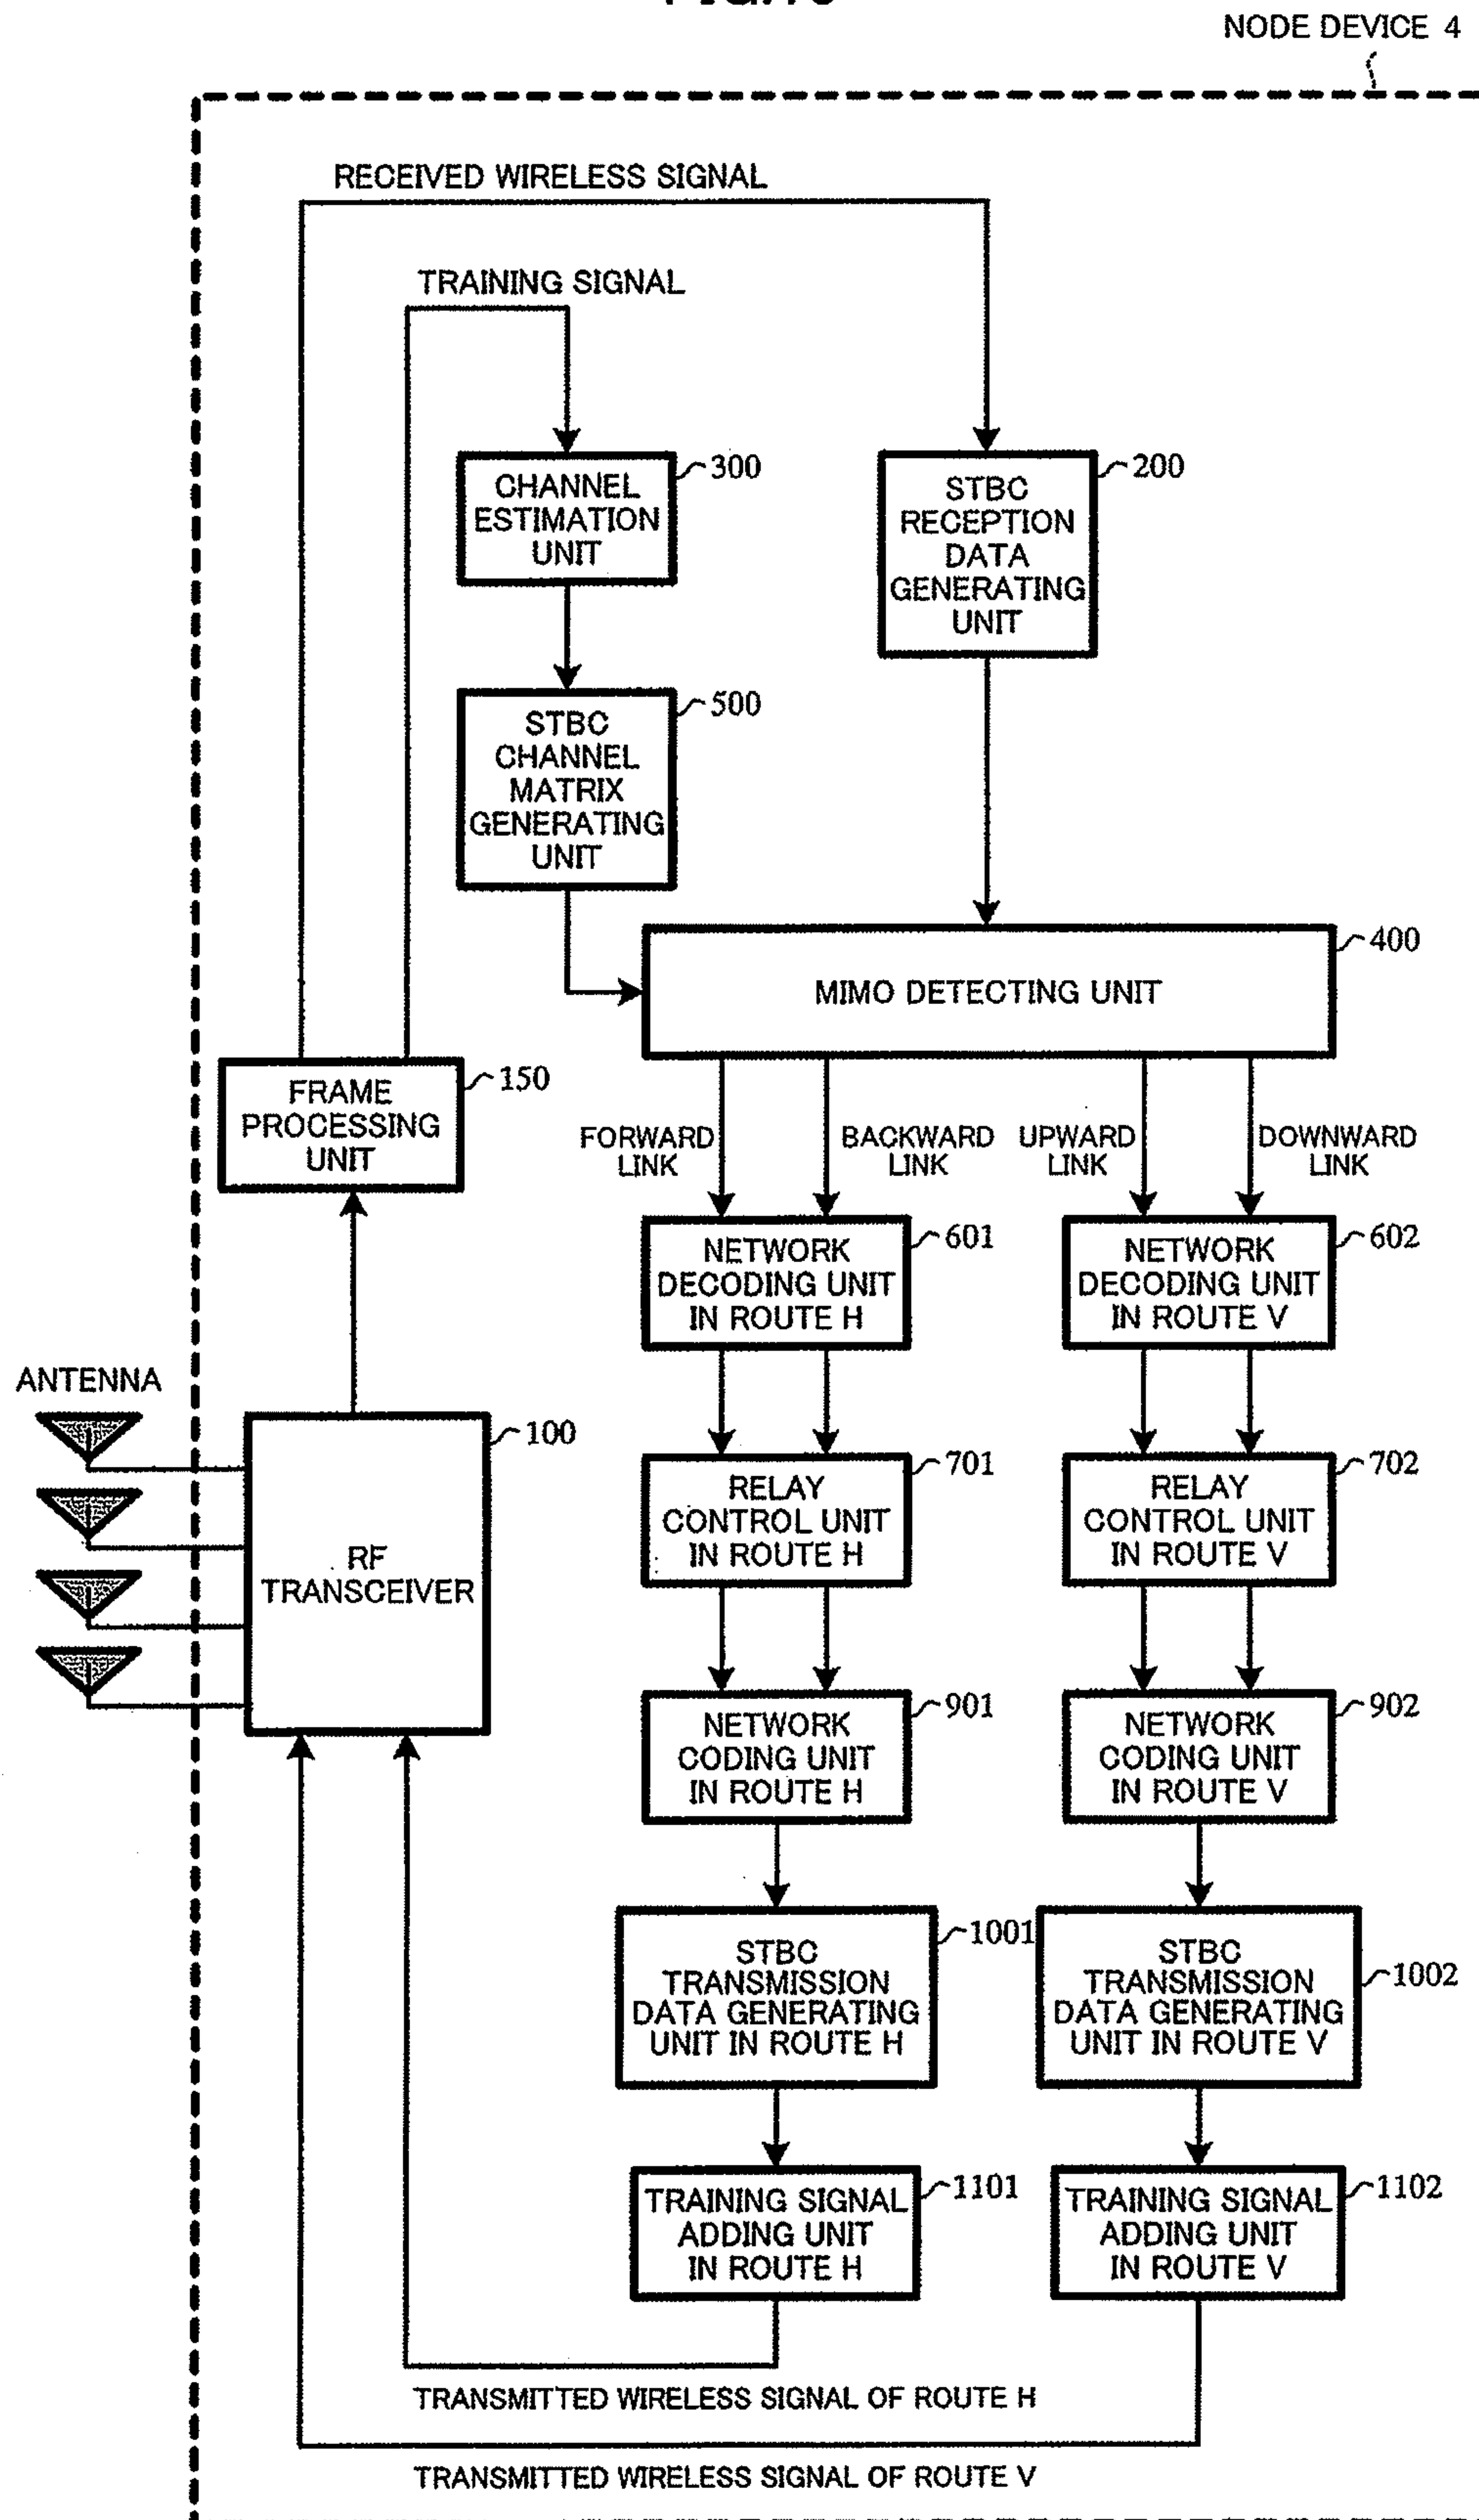 NODE DEVICE 4
RECEIVED WIRELESS SIGNAL
TRAINING SIGNAL
300
CHANNEL
ESTIMATION
UNIT
200
STBC
RECEPTION
DATA
GENERATING
UNIT
500
STBC
CHANNEL
MATRIX
GENERATING
UNIT
400
MIMO DETECTING UNIT
150
FRAME
PROCESSING
UNIT
FORWARD
LINK
BACKWARD
LINK
UPWARD
LINK
DOWNWARD
LINK
601
NETWORK
DECODING UNIT
IN ROUTE H
602
NETWORK
DECODING UNIT
IN ROUTE V
ANTENNA
100
RF
TRANSCEIVER
701
RELAY
CONTROL UNIT
IN ROUTE H
702
RELAY
CONTROL UNIT
IN ROUTE V
901
NETWORK
CODING UNIT
IN ROUTE H
902
NETWORK
CODING UNIT
IN ROUTE V
1001
STBC
TRANSMISSION
DATA GENERATING
UNIT IN ROUTE H
1002
STBC
TRANSMISSION
DATA GENERATING
UNIT IN ROUTE V
1101
TRAINING SIGNAL
ADDING UNIT
IN ROUTE H
1102
TRAINING SIGNAL
ADDING UNIT
IN ROUTE V
TRANSMITTED WIRELESS SIGNAL OF ROUTE H
TRANSMITTED WIRELESS SIGNAL OF ROUTE V